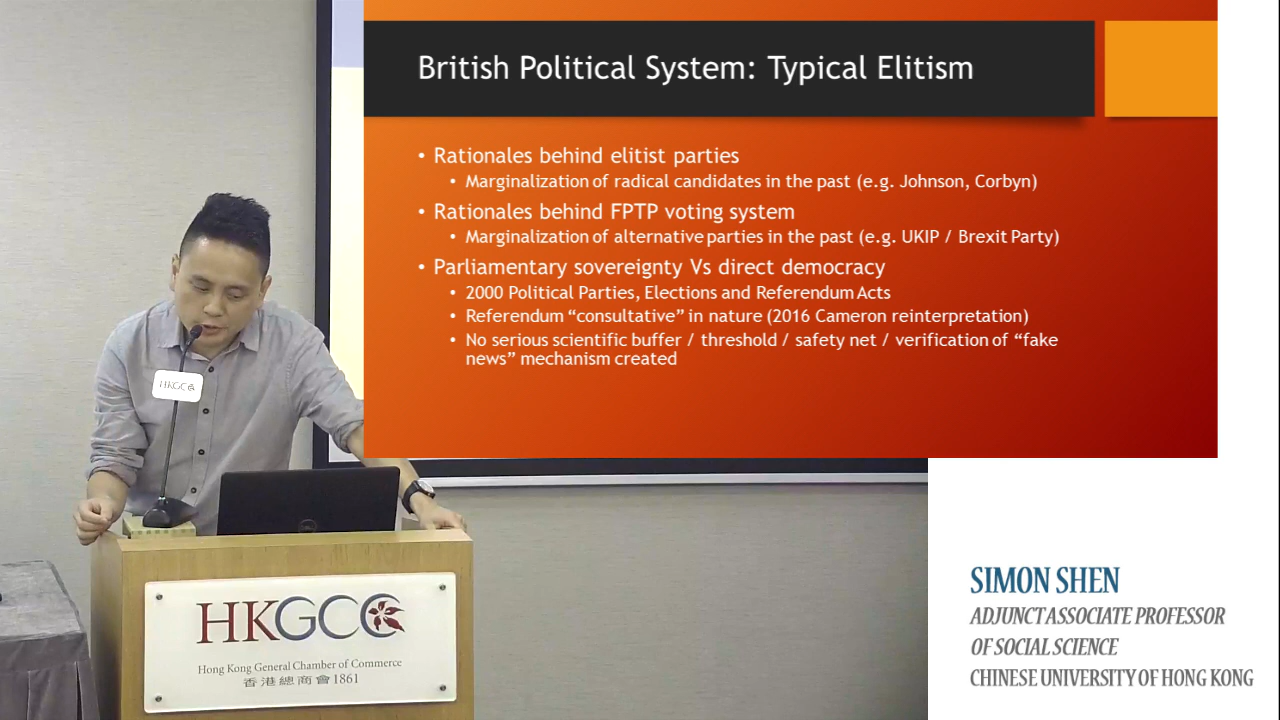 British Political System: Typical Elitism
• Rationales behind elitist parties
• Marginalization of radical candidates in the past (e.g. Johnson, Corbyn)
• Rationales behind FPTP voting system
• Marginalization of alternative parties in the past (e.g. UKIP / Brexit Party)
• Parliamentary sovereignty Vs direct democracy
• 2000 Political Parties, Elections and Referendum Acts
• Referendum “consultative” in nature (2016 Cameron reinterpretation)
• No serious scientific buffer / threshold / safety net / verification of “fake
news” mechanism created
HKGCC
HKGCC
Hong Kong General Chamber of Commerce
香港總商會1861
SIMON SHEN
ADJUNCT ASSOCIATE PROFESSOR
OF SOCIAL SCIENCE
CHINESE UNIVERSITY OF HONG KONG